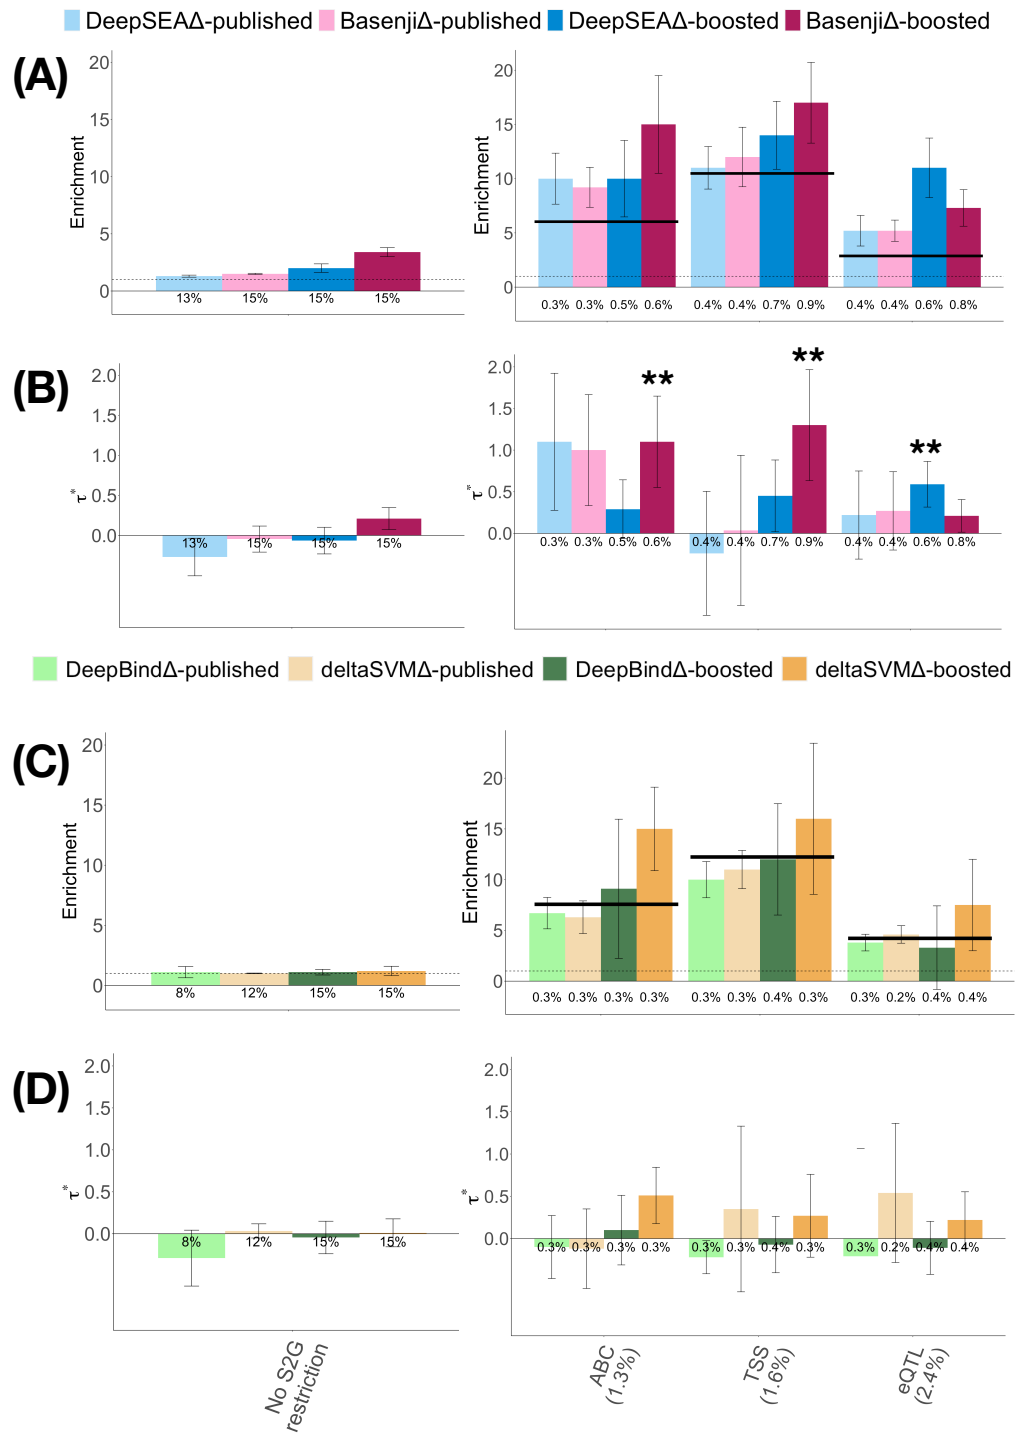 DeepSEAΔ-published BasenjiΔ-published DeepSEAΔ-boosted BasenjiΔ-boosted
(A)
Enrichment
20
15
10
5
0
13% 15% 15% 15%
Enrichment
20
15
10
5
0
0.3% 0.3% 0.5% 0.6% 0.4% 0.4% 0.7% 0.9% 0.4% 0.4% 0.6% 0.8%
(B)
τ*
2.0
1.5
1.0
0.5
0.0
13% 15% 15% 15%
τ*
2.0
1.5
1.0
0.5
0.0
** ** **
0.3% 0.3% 0.5% 0.6% 0.4% 0.4% 0.7% 0.9% 0.4% 0.4% 0.6% 0.8%
DeepBindΔ-published deltaSVMΔ-published DeepBindΔ-boosted deltaSVMΔ-boosted
(C)
Enrichment
20
15
10
5
0
8% 12% 15% 15%
Enrichment
20
15
10
5
0
0.3% 0.3% 0.3% 0.3% 0.3% 0.3% 0.4% 0.3% 0.3% 0.2% 0.4% 0.4%
(D)
τ*
2.0
1.5
1.0
0.5
0.0
8% 12% 15% 15%
τ*
2.0
1.5
1.0
0.5
0.0
0.3% 0.3% 0.3% 0.3% 0.3% 0.3% 0.4% 0.3% 0.3% 0.2% 0.4% 0.4%
No S2G
restriction
ABC
(1.3%)
TSS
(1.6%)
eQTL
(2.4%)